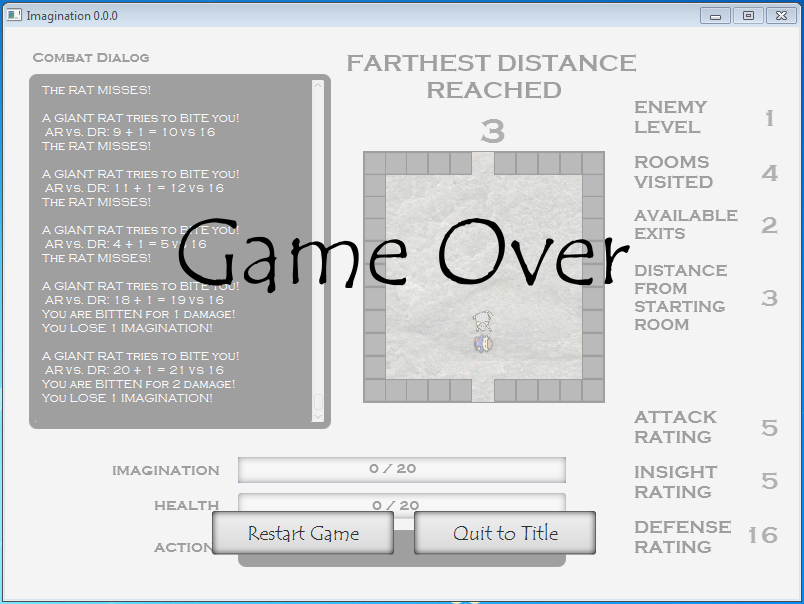 Imagination 0.0.0
Combat Dialog
The RAT MISSES!
A GIANT RAT tries to BITE you!
AR vs. DR: 9 + 1 = 10 vs 16
The RAT MISSES!
A GIANT RAT tries to BITE you!
AR vs. DR: 11 + 1 = 12 vs 16
The RAT MISSES!
A GIANT RAT tries to BITE you!
AR vs. DR: 4 + 1 = 5 vs 16
The RAT MISSES!
A GIANT RAT tries to BITE you!
AR vs. DR: 18 + 1 = 19 vs 16
You are BITTEN for 1 damage!
You LOSE 1 IMAGINATION!
A GIANT RAT tries to BITE you!
AR vs. DR: 20 + 1 = 21 vs 16
You are BITTEN for 2 damage!
You LOSE 1 IMAGINATION!
FARTHEST DISTANCE
REACHED
3
Game Over
ENEMY
LEVEL 1
ROOMS
VISITED 4
AVAILABLE
EXITS 2
DISTANCE
FROM
STARTING
ROOM 3
ATTACK
RATING 5
INSIGHT
RATING 5
DEFENSE
RATING 16
IMAGINATION 0 / 20
HEALTH 0 / 20
ACTION
Restart Game
Quit to Title